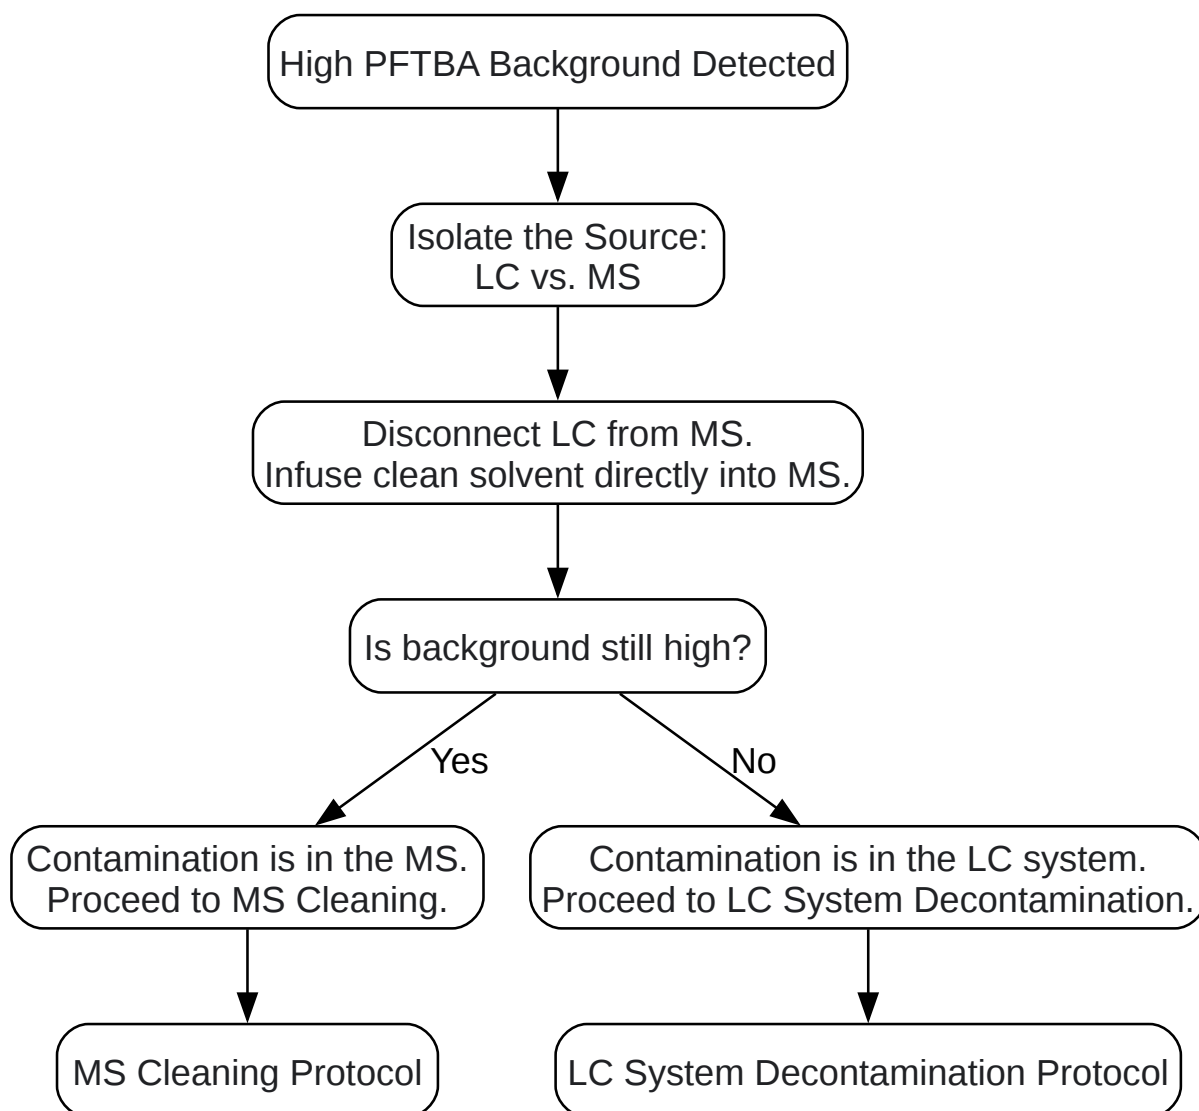 High PFTBA Background Detected
Isolate the Source:
LC vs. MS
Disconnect LC from MS.
Infuse clean solvent directly into MS.
Is background still high?
Yes
No
Contamination is in the MS.
Proceed to MS Cleaning.
Contamination is in the LC system.
Proceed to LC System Decontamination.
MS Cleaning Protocol
LC System Decontamination Protocol